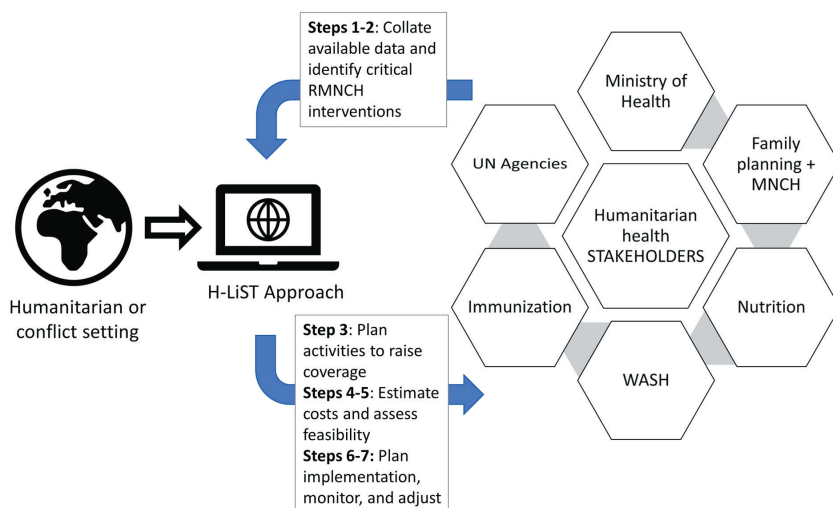 Steps 1-2: Collate
available data and
identify critical
RMNCH
interventions
Ministry of
Health
UN Agencies
Family
planning +
MNCH
Humanitarian
health
STAKEHOLDERS
H-LiST Approach
Humanitarian or
conflict setting
Immunization
Nutrition
WASH
Step 3: Plan
activities to raise
coverage
Steps 4-5: Estimate
costs and assess
feasibility
Steps 6-7: Plan
implementation,
monitor, and adjust